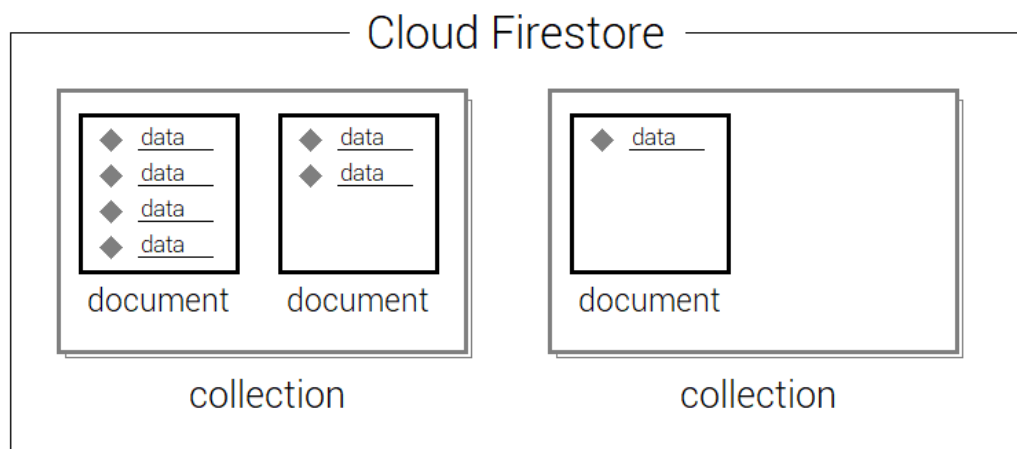 Cloud Firestore
data
data
data
data
document
data
data
document
collection
data
document
collection